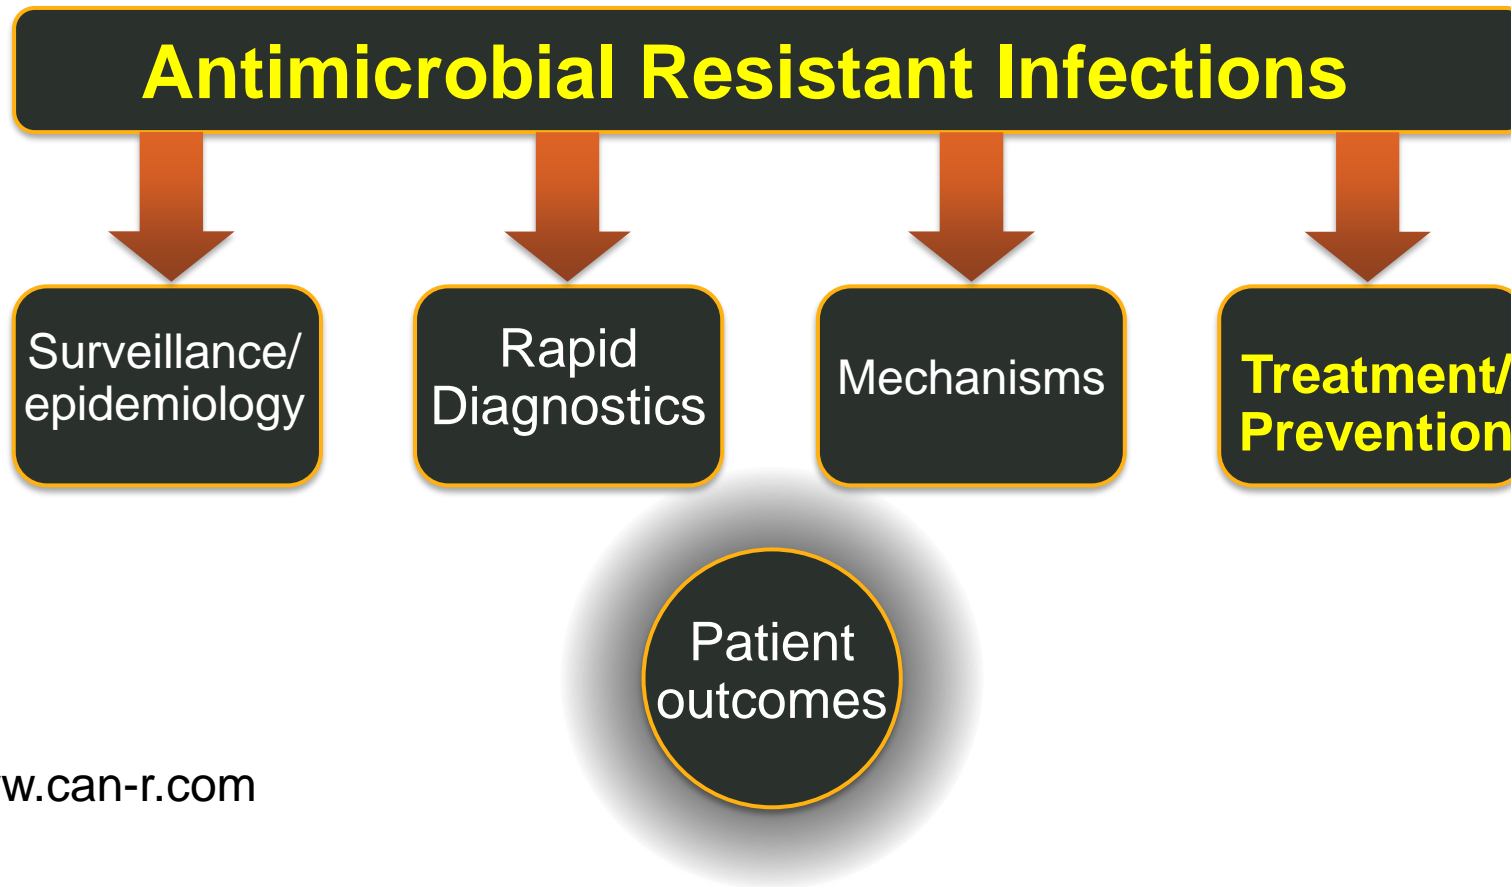 Antimicrobial Resistant Infections
Surveillance/
epidemiology
Rapid
Diagnostics
Mechanisms
Treatment/
Prevention
Patient
outcomes
w.can-r.com